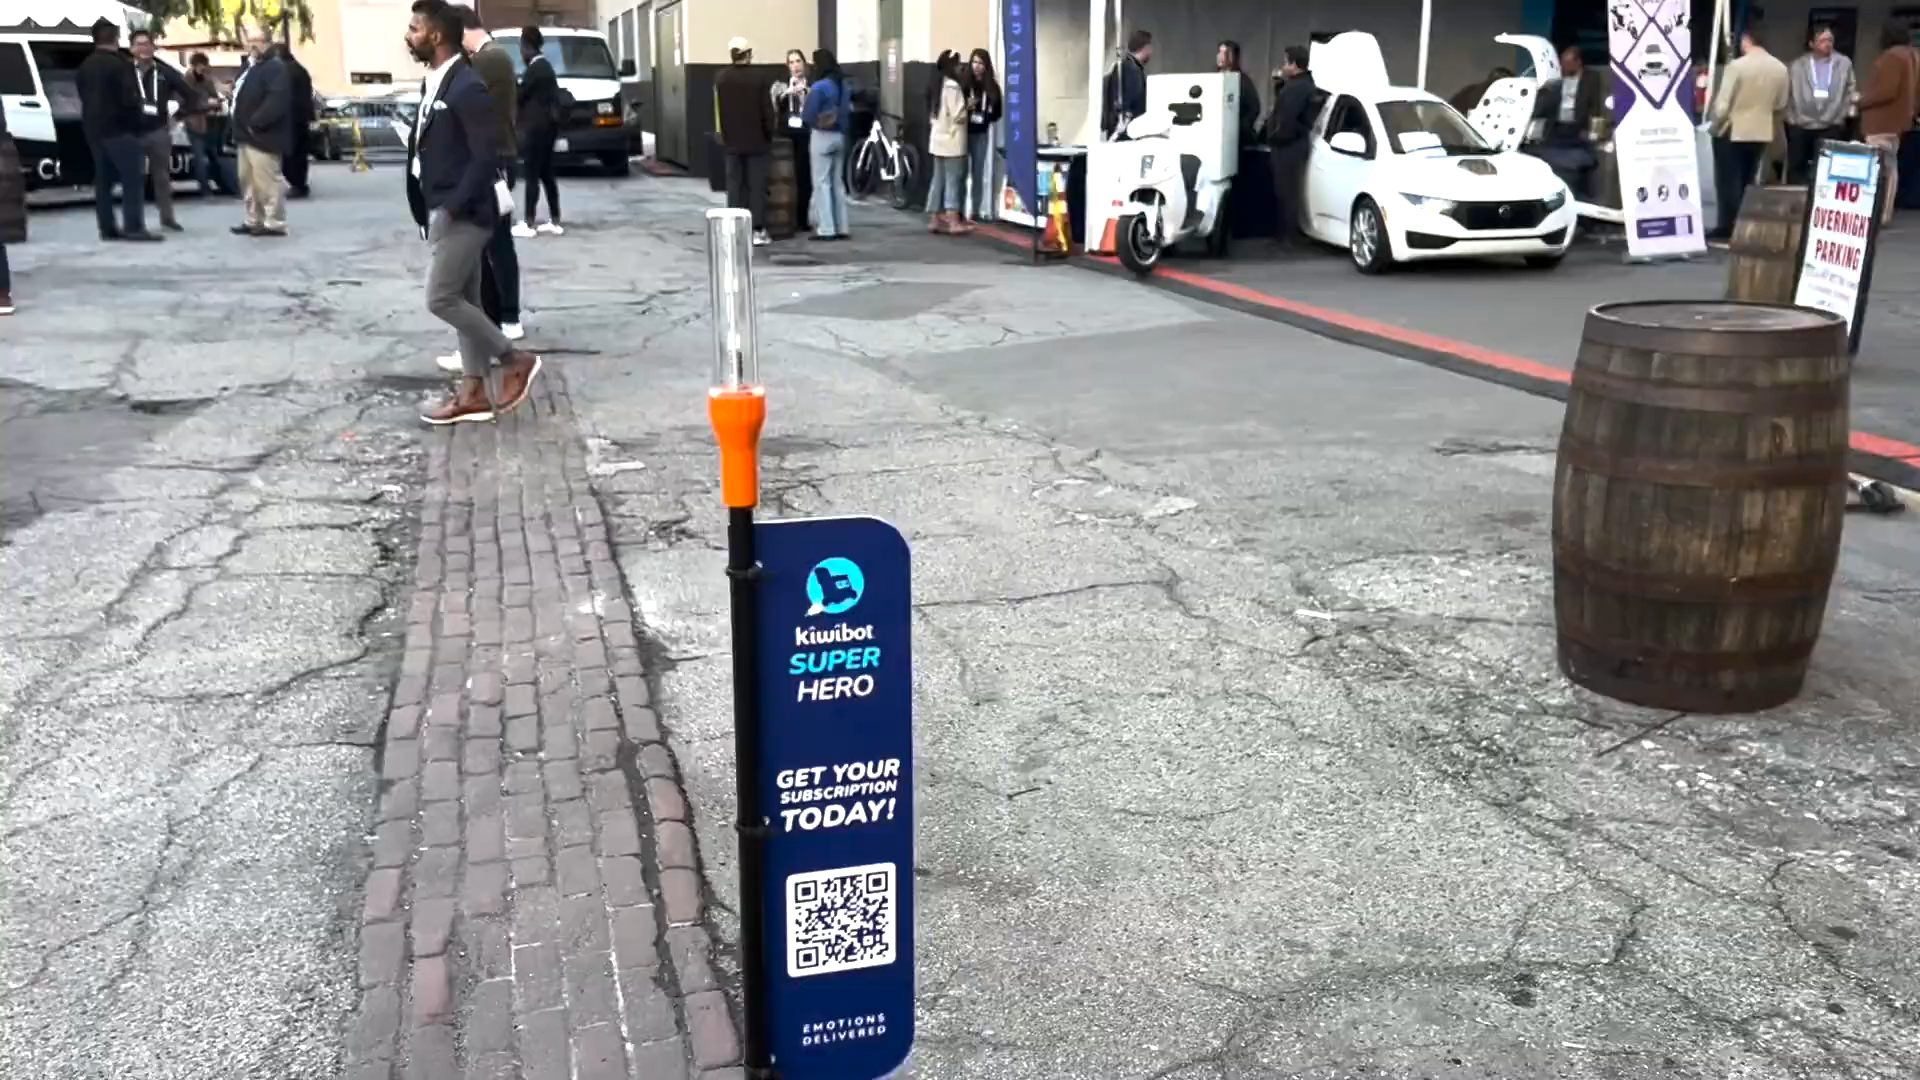 NO
OVERNIGHT
PARKING
kiwibot
SUPER
HERO
GET YOUR
SUBSCRIPTION
TODAY!
EMOTIONS
DELIVERED